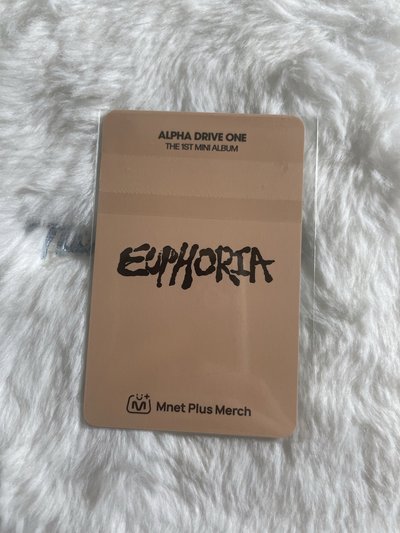 ALPHA DRIVE ONE
THE 1ST MINI ALBUM
EUPHORIA
Mnet Plus Merch